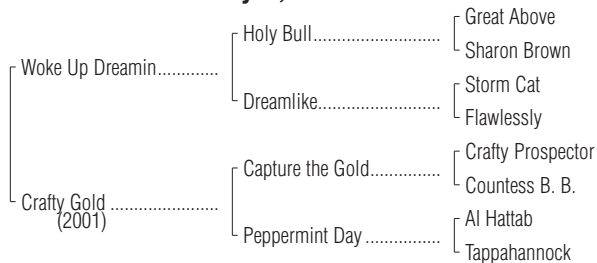 Holy Bull
Great Above
Sharon Brown
Woke Up Dreamin
Dreamlike
Storm Cat
Flawlessly
Capture the Gold
Crafty Prospector
Countess B. B.
Crafty Gold
(2001)
Peppermint Day
Al Hattab
Tappahannock